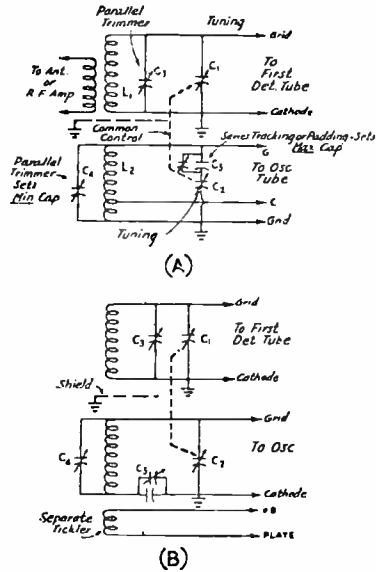 Parallel
Trimmer
Tuning
Grid
To Ant.
or
R F Amp
L1
C3
C1
To
First
Det. Tube
Cathode
Common
Control
Series Tracking or Padding - Sets
Max Cap
G
Parallel
Trimmer
Sets
Min Cap
C4
L2
C5
C2
To Osc
Tube
C
Tuning
Gnd
(A)
Grid
C3
C1
To First
Det Tube
Shield
Cathode
Grid
C4
C5
C2
To Osc
Cathode
Separate
Tickler
+B
PLATE
(B)